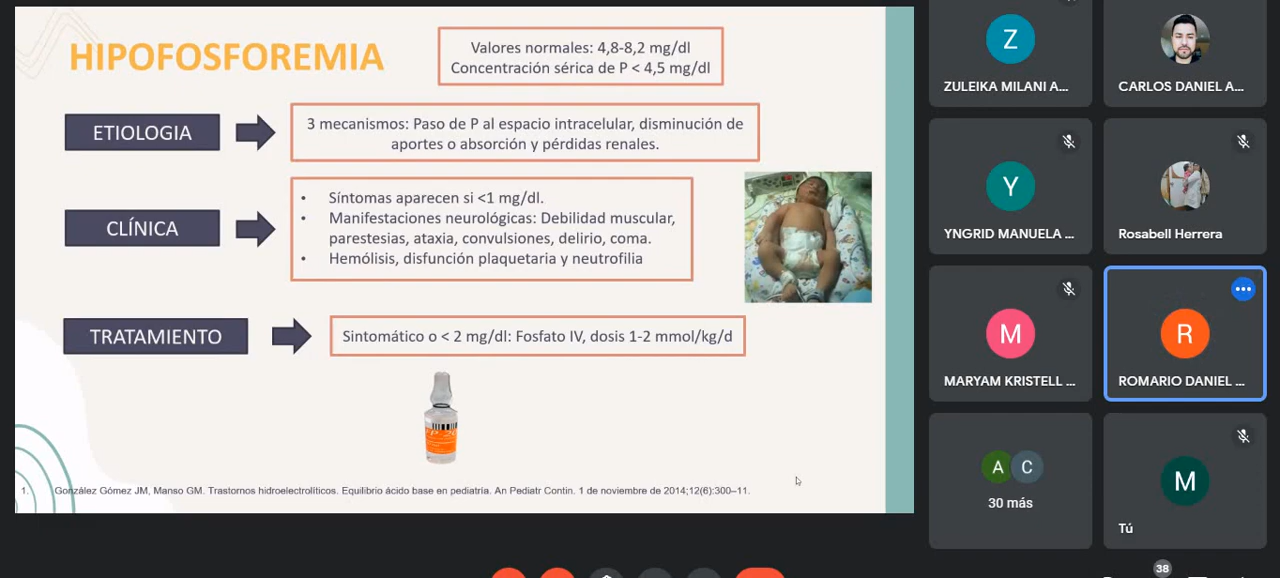 HIPOFOSFOREMIA
Valores normales: 4,8-8,2 mg/dl
Concentración sérica de P < 4,5 mg/dl
ETIOLOGIA
3 mecanismos: Paso de P al espacio intracelular, disminución de
aportes o absorción y pérdidas renales.
CLÍNICA
• Síntomas aparecen si <1 mg/dl.
• Manifestaciones neurológicas: Debilidad muscular,
parestesias, ataxia, convulsiones, delirio, coma.
• Hemólisis, disfunción plaquetaria y neutrofilia
TRATAMIENTO
Sintomático o < 2 mg/dl: Fosfato IV, dosis 1-2 mmol/kg/d
1. González Gómez JM, Manso GM. Trastornos hidroelectrolíticos. Equilibrio ácido base en pediatría. An Pediatr Contin. 1 de noviembre de 2014;12(6):300–11.
Z
ZULEIKA MILANI A...
CARLOS DANIEL A...
Y
YNGRID MANUELA ...
Rosabell Herrera
M
MARYAM KRISTELL ...
R
ROMARIO DANIEL ...
A C
30 más
M
Tú
38